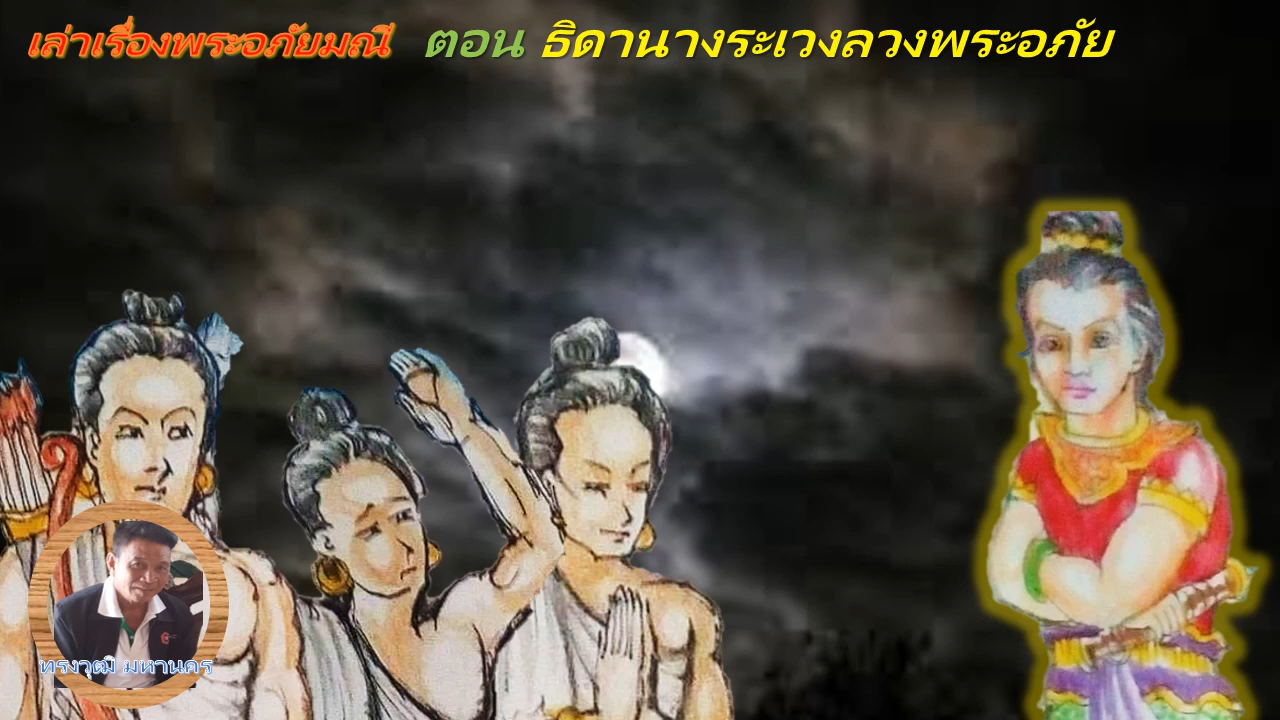 เล่าเรื่องพระอภัยมณี ตอน ธิดานางระเวงลวงพระอภัย
ทรงวุฒิ มหานคร